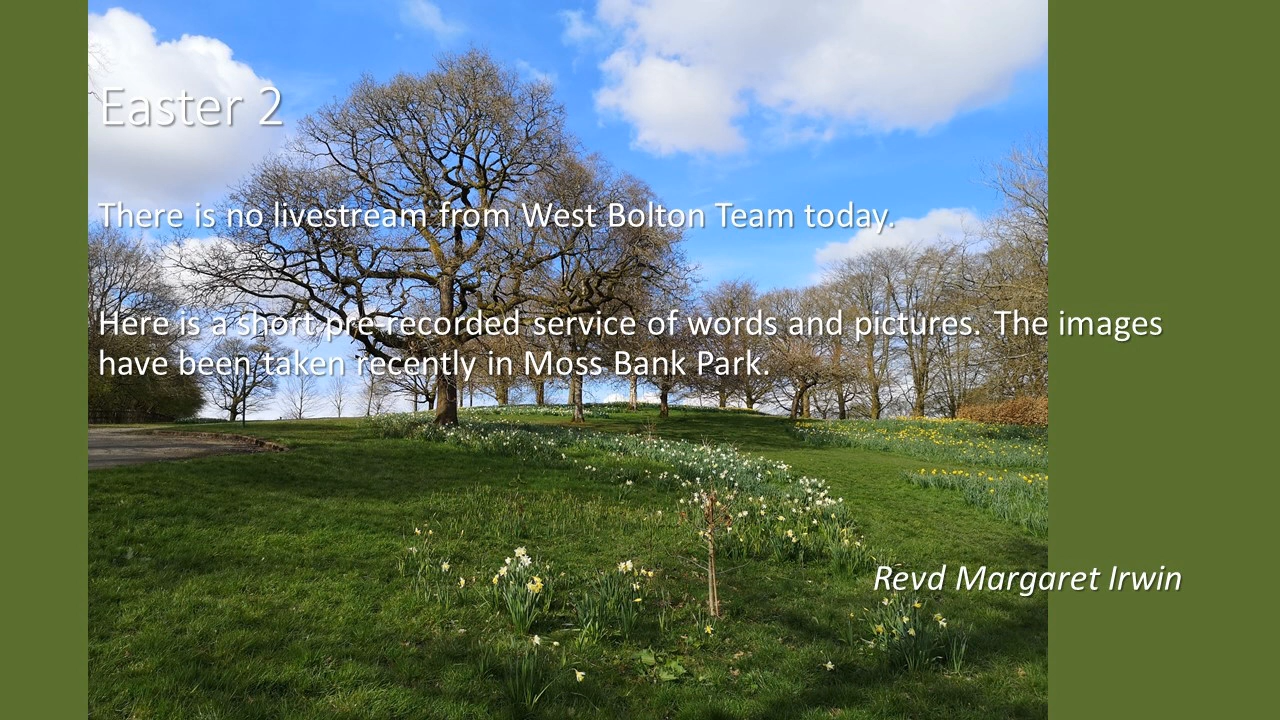 Easter 2
There is no livestream from West Bolton Team today.
Here is a short pre-recorded service of words and pictures. The images
have been taken recently in Moss Bank Park.
Revd Margaret Irwin